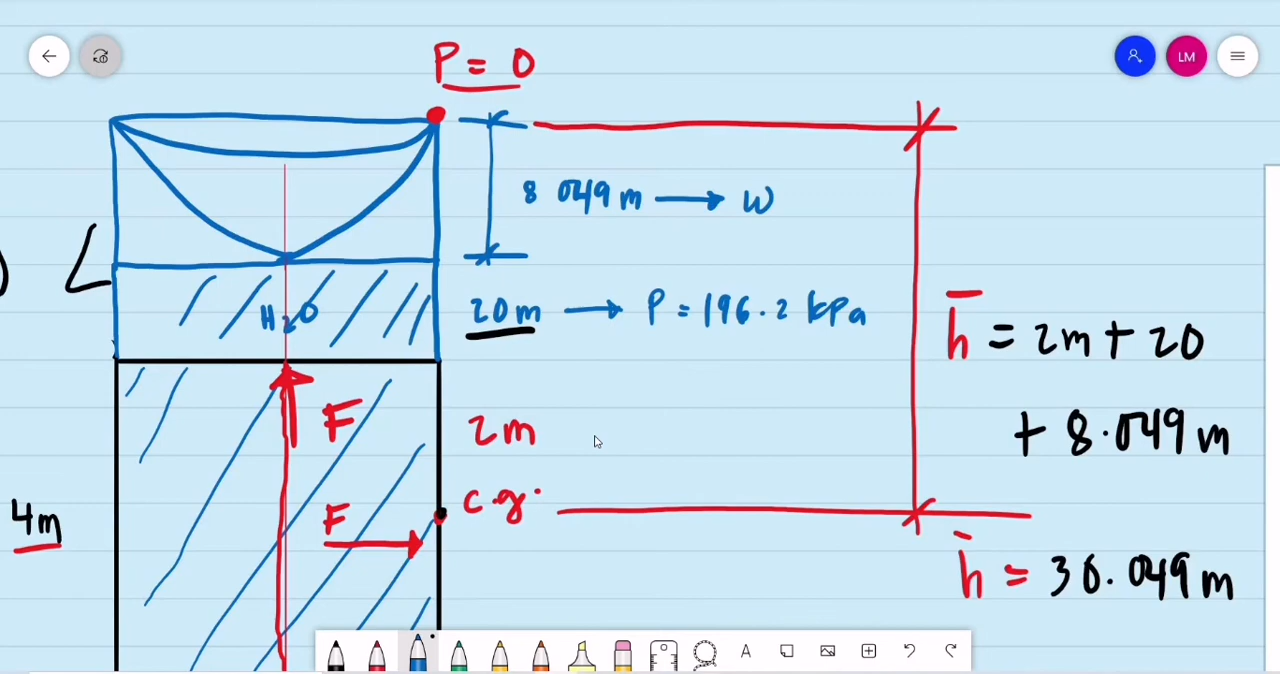 LM
P = 0
8 049 m → W
H2O
20m → P = 196.2 kPa
h̄ = 2m + 20
+ 8.049 m
F
2m
4m
F
c.g.
h̄ = 30.049 m
A